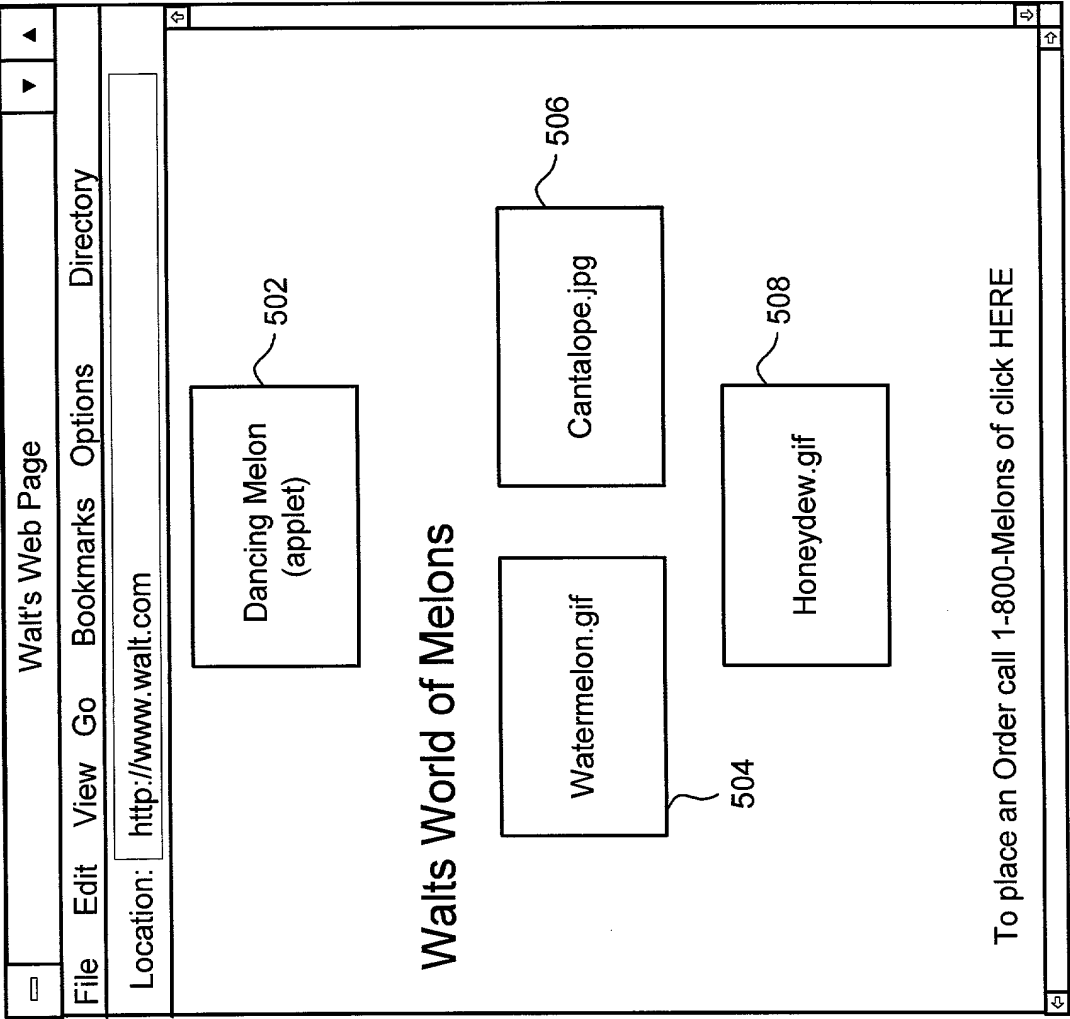 Walt's Web Page
File Edit View Go Bookmarks Options Directory
Location: http://www.walt.com
Dancing Melon
(applet)
502
Walts World of Melons
Watermelon.gif
504
Cantalope.jpg
506
Honeydew.gif
508
To place an Order call 1-800-Melons of click HERE